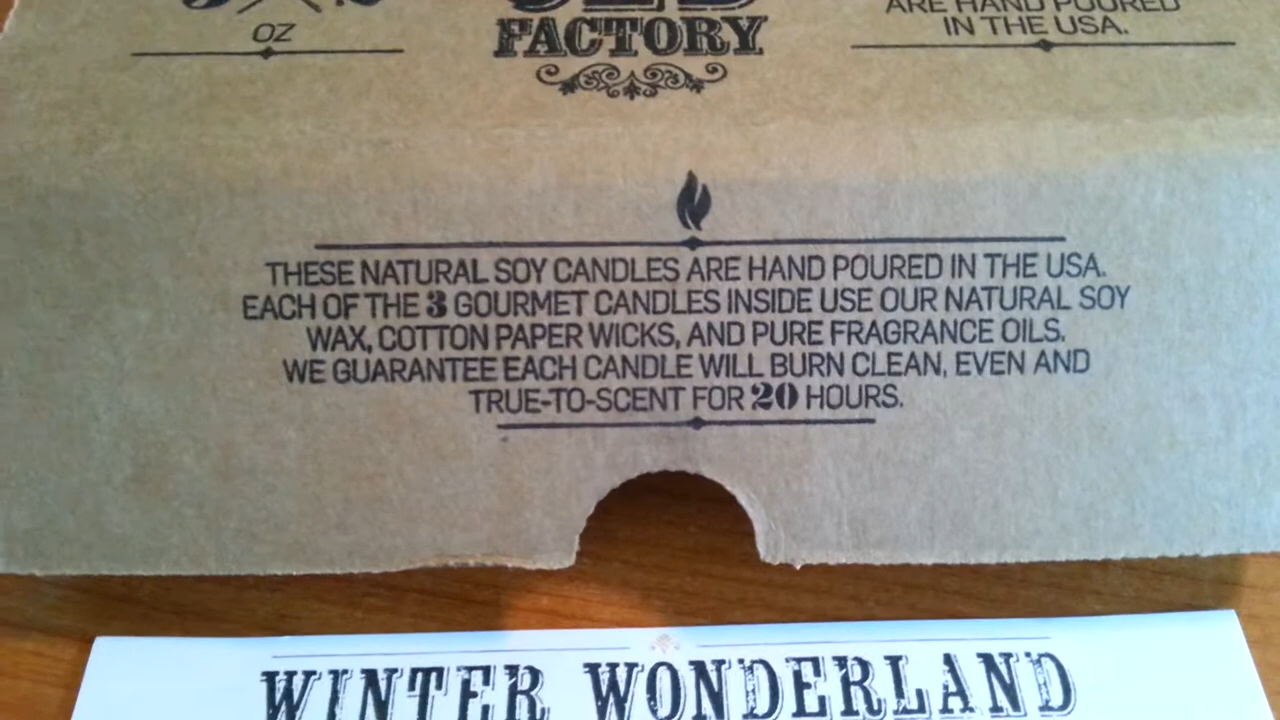 OZ
OLD
FACTORY
ARE HAND POURED
IN THE USA.
THESE NATURAL SOY CANDLES ARE HAND POURED IN THE USA.
EACH OF THE 3 GOURMET CANDLES INSIDE USE OUR NATURAL SOY
WAX, COTTON PAPER WICKS, AND PURE FRAGRANCE OILS.
WE GUARANTEE EACH CANDLE WILL BURN CLEAN, EVEN AND
TRUE-TO-SCENT FOR 20 HOURS.
WINTER WONDERLAND